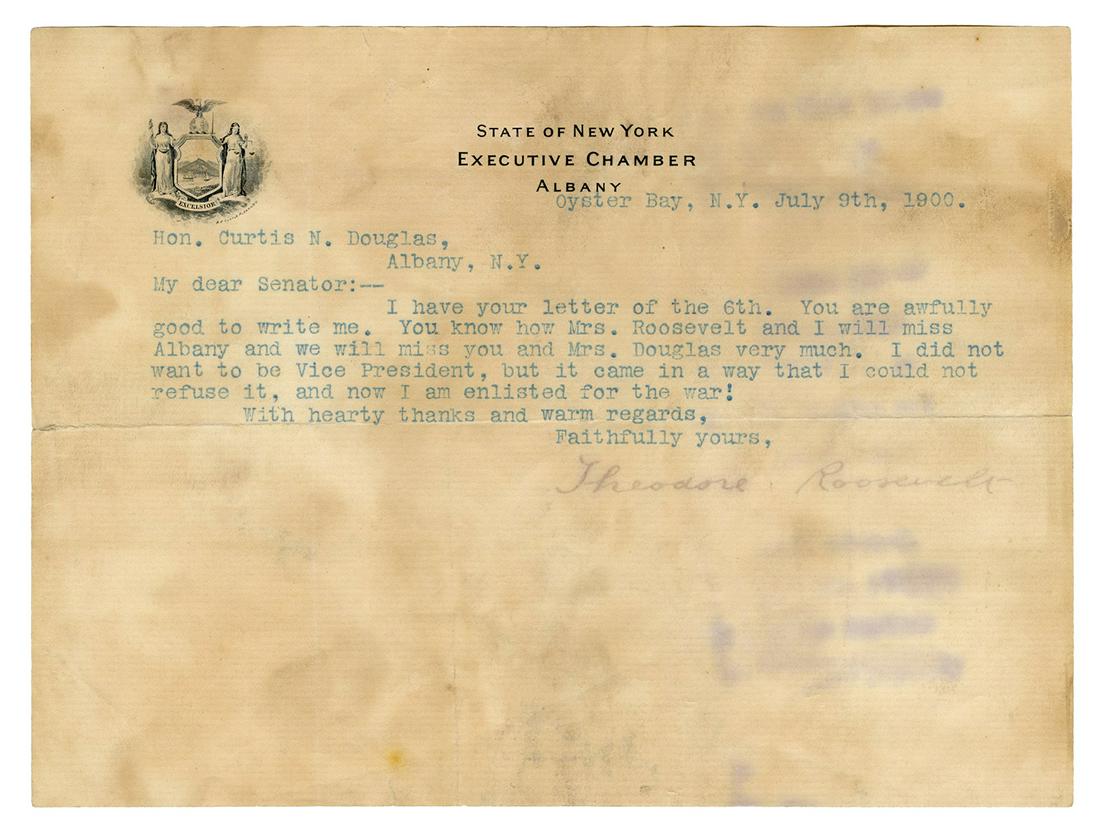 EXCELSIOR
STATE OF NEW YORK
EXECUTIVE CHAMBER
ALBANY
Oyster Bay, N.Y. July 9th, 1900.
Hon. Curtis N. Douglas,
Albany, N.Y.
My dear Senator:--
I have your letter of the 6th.  You are awfully
good to write me.  You know how Mrs. Roosevelt and I will miss
Albany and we will miss you and Mrs. Douglas very much.  I did not
want to be Vice President, but it came in a way that I could not
refuse it, and now I am enlisted for the war!
With hearty thanks and warm regards,
Faithfully yours,
Theodore Roosevelt